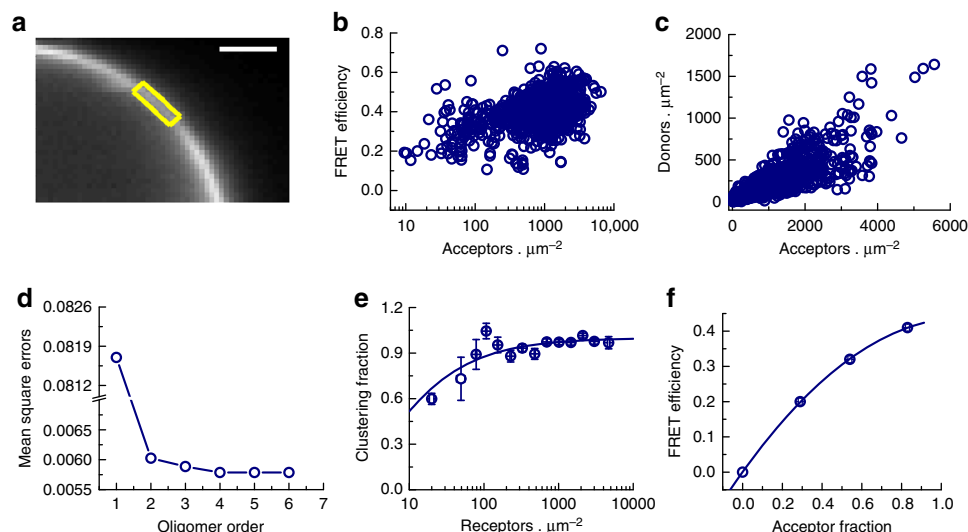 a
b
0.8
0.6
0.4
0.2
0.0
FRET efficiency
10
100
1000
10,000
Acceptors . μm⁻²
c
2000
1500
1000
500
0
Donors . μm⁻²
0
2000
4000
6000
Acceptors . μm⁻²
d
0.0826
0.0819
0.0812
0.0065
0.0060
0.0055
Mean square errors
1 2 3 4 5 6 7
Oligomer order
e
1.2
0.9
0.6
0.3
0.0
Clustering fraction
10
100
1000
10000
Receptors . μm⁻²
f
0.4
0.3
0.2
0.1
0.0
FRET efficiency
0.0 0.2 0.4 0.6 0.8 1.0
Acceptor fraction